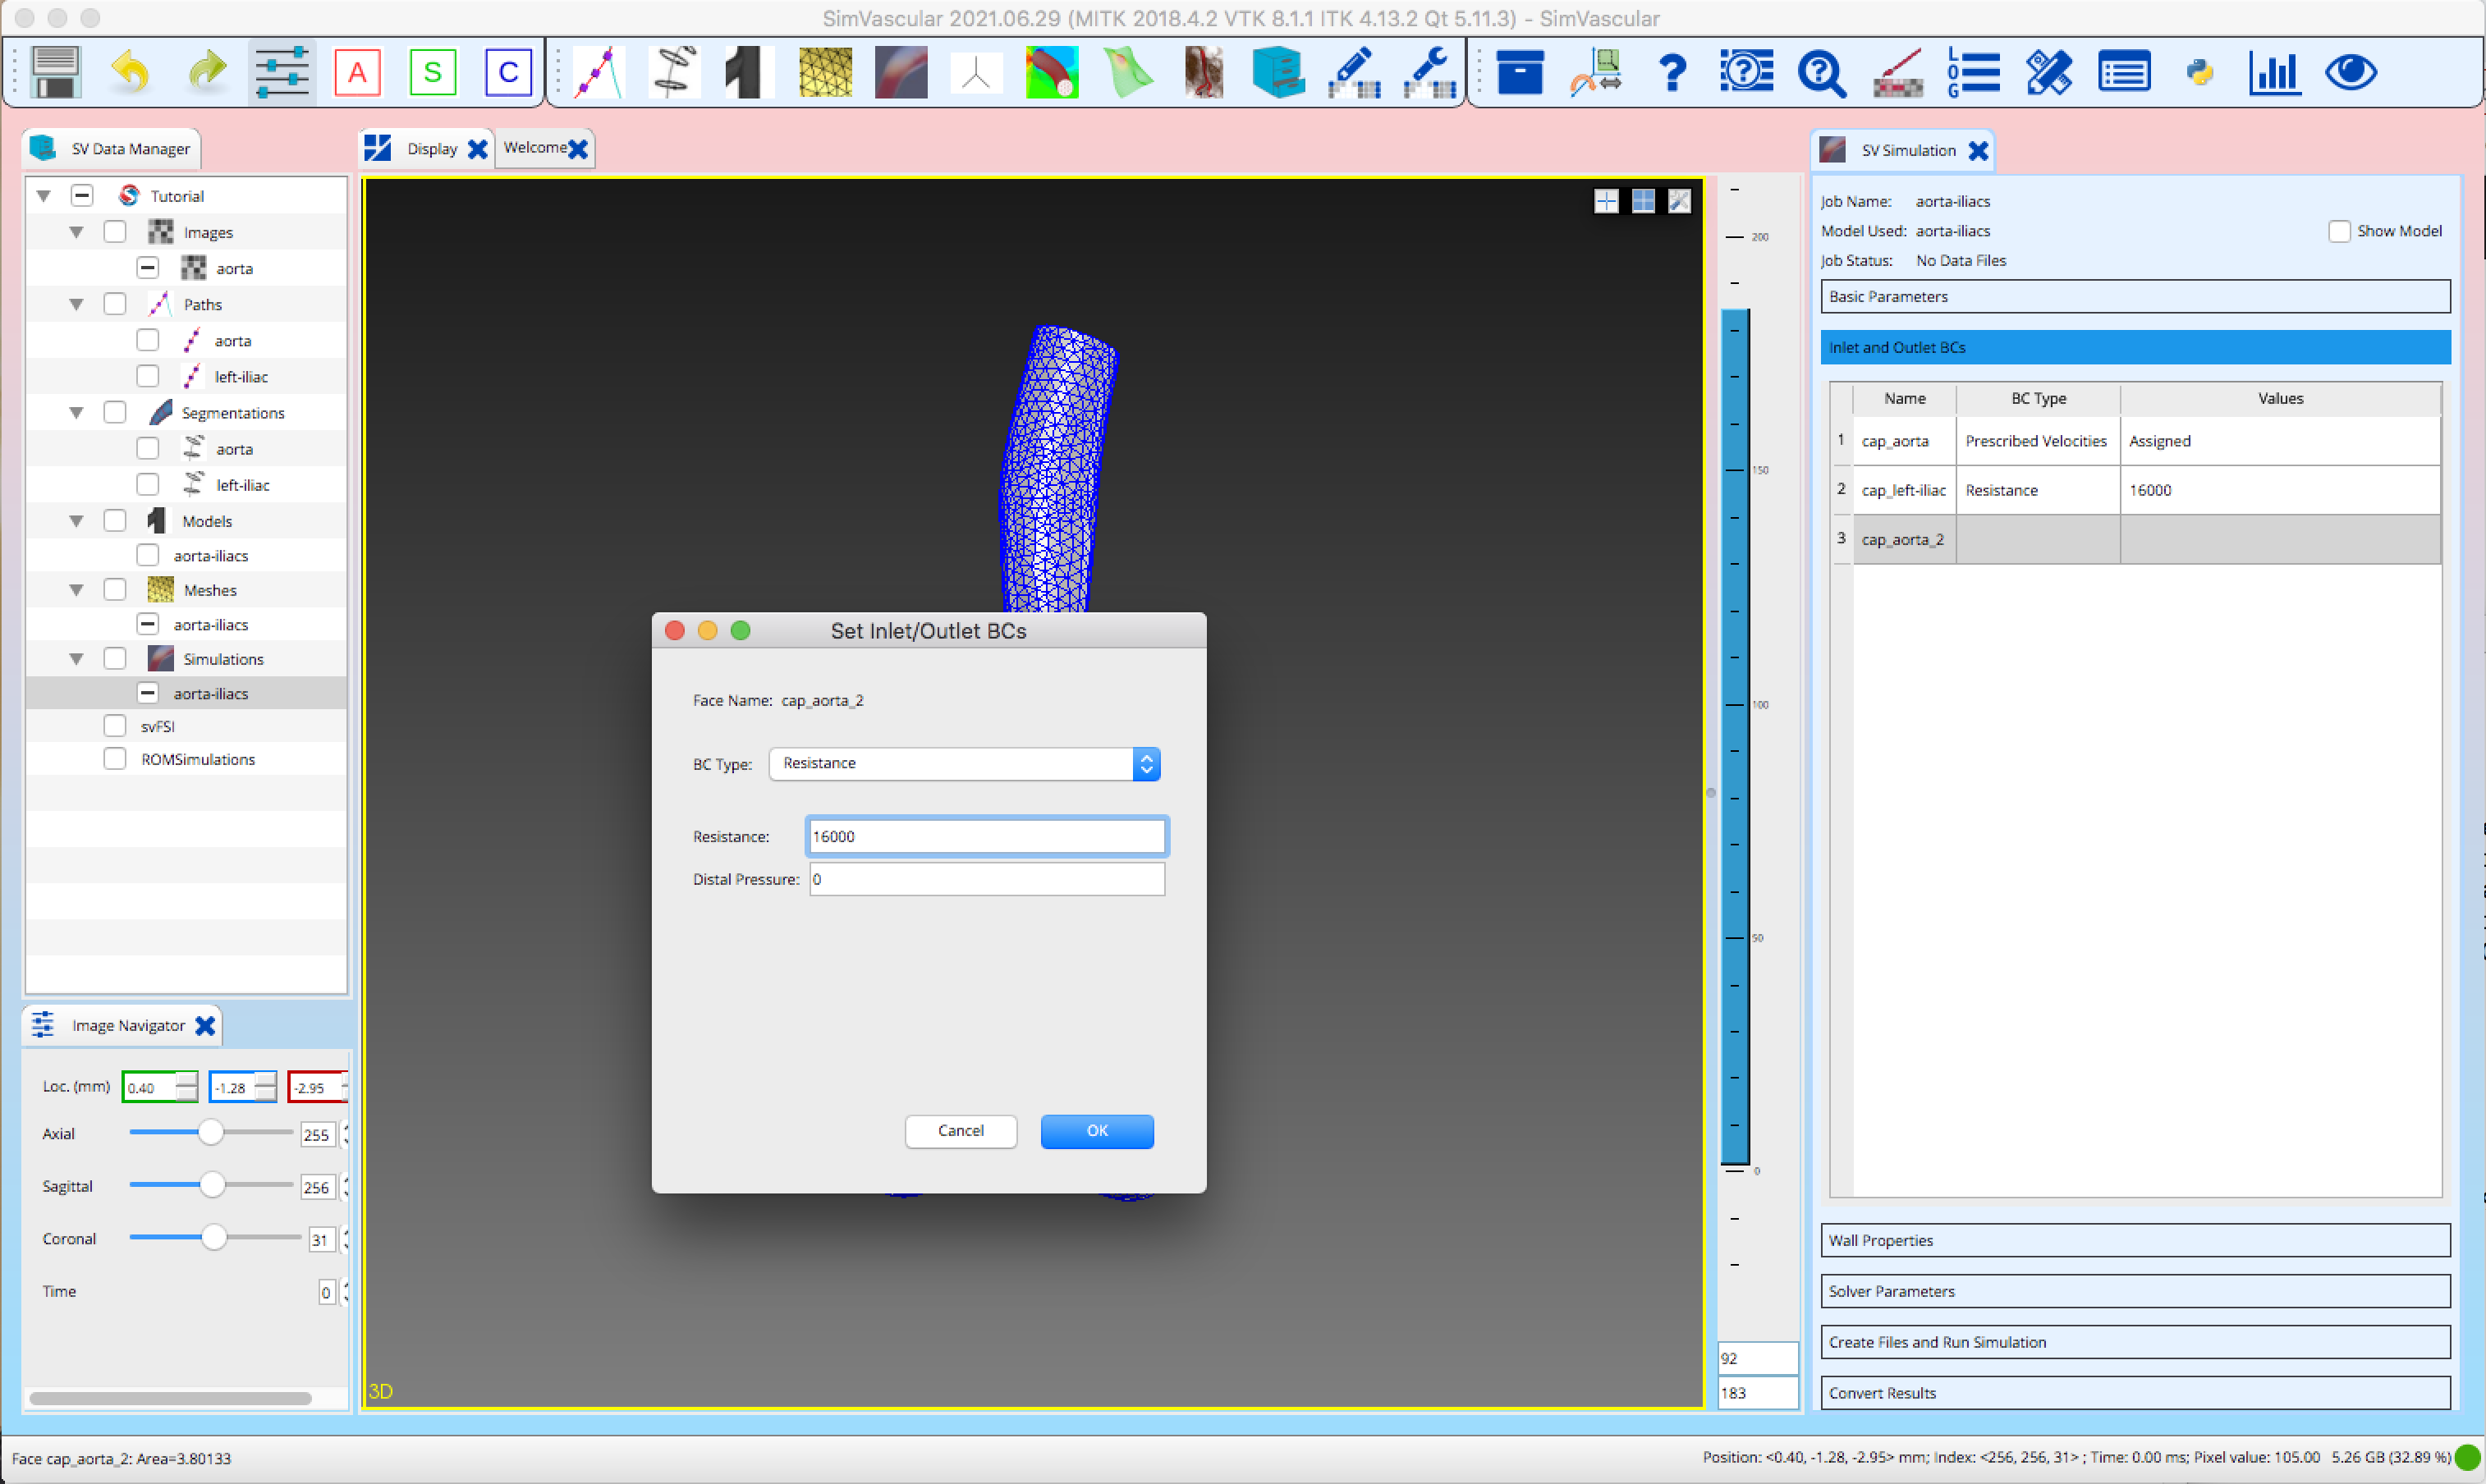 SimVascular 2021.06.29 (MITK 2018.4.2 VTK 8.1.1 ITK 4.13.2 Qt 5.11.3) - SimVascular
A S C
LOG
SV Data Manager
Display
Welcome
SV Simulation
Tutorial
Images
aorta
Paths
aorta
left-iliac
Segmentations
aorta
left-iliac
Models
aorta-iliacs
Meshes
aorta-iliacs
Simulations
aorta-iliacs
svFSI
ROMSimulations
Image Navigator
Loc. (mm) 0.40 -1.28 -2.95
Axial 255
Sagittal 256
Coronal 31
Time 0
3D
200
150
100
50
0
92
183
Set Inlet/Outlet BCs
Face Name: cap_aorta_2
BC Type: Resistance
Resistance: 16000
Distal Pressure: 0
Cancel OK
Job Name: aorta-iliacs
Model Used: aorta-iliacs
Show Model
Job Status: No Data Files
Basic Parameters
Inlet and Outlet BCs
Name BC Type Values
1 cap_aorta Prescribed Velocities Assigned
2 cap_left-iliac Resistance 16000
3 cap_aorta_2
Wall Properties
Solver Parameters
Create Files and Run Simulation
Convert Results
Face cap_aorta_2: Area=3.80133
Position: <0.40, -1.28, -2.95> mm; Index: <256, 256, 31> ; Time: 0.00 ms; Pixel value: 105.00 5.26 GB (32.89 %)